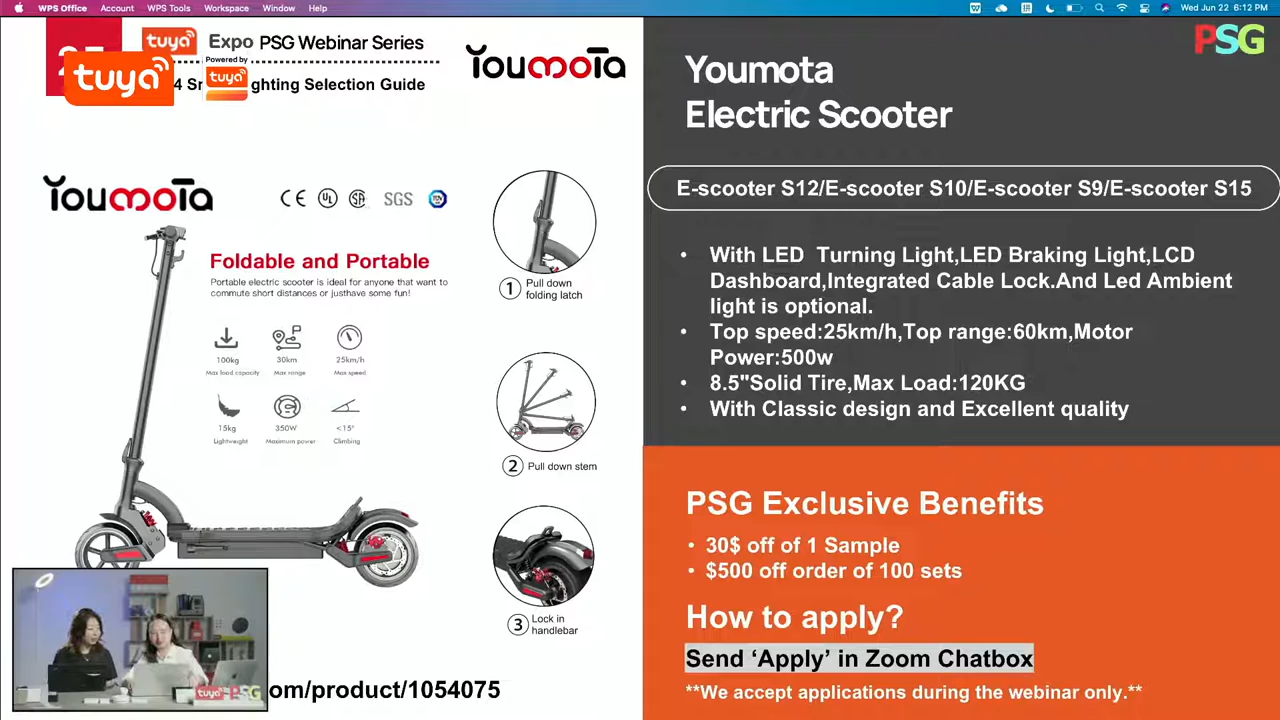 WPS Office Account WPS Tools Workspace Window Help
Wed Jun 22 6:12 PM
tuya Expo PSG Webinar Series
Powered by
tuya
tuya
ghting Selection Guide
Youmota
PSG
Youmota
Electric Scooter
E-scooter S12/E-scooter S10/E-scooter S9/E-scooter S15
• With LED Turning Light,LED Braking Light,LCD
Dashboard,Integrated Cable Lock.And Led Ambient
light is optional.
• Top speed:25km/h,Top range:60km,Motor
Power:500w
• 8.5"Solid Tire,Max Load:120KG
• With Classic design and Excellent quality
Youmota
CE UL SGS
Foldable and Portable
Portable electric scooter is ideal for anyone that want to
commute short distances or justhave some fun!
100kg 30km 25km/h
Max load capacity Max range Max speed
15kg 350W <15°
Lightweight Maximum power Climbing
1 Pull down
folding latch
2 Pull down stem
3 Lock in
handlebar
PSG Exclusive Benefits
• 30$ off of 1 Sample
• $500 off order of 100 sets
How to apply?
Send ‘Apply’ in Zoom Chatbox
**We accept applications during the webinar only.**
tuya PSG
om/product/1054075